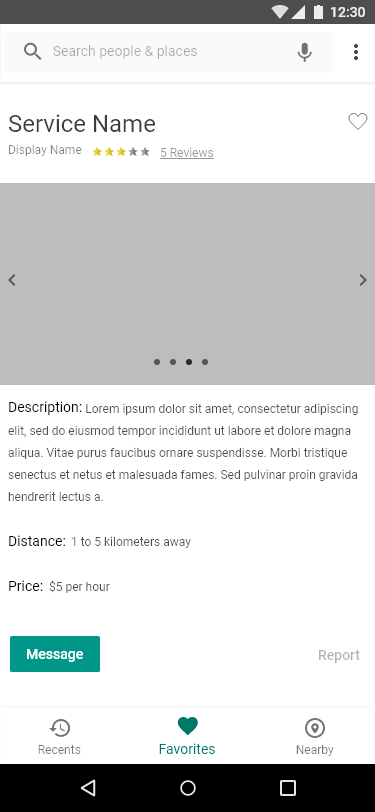 12:30
Search people & places
Service Name
Display Name 5 Reviews
Description: Lorem ipsum dolor sit amet, consectetur adipiscing
elit, sed do eiusmod tempor incididunt ut labore et dolore magna
aliqua. Vitae purus faucibus ornare suspendisse. Morbi tristique
senectus et netus et malesuada fames. Sed pulvinar proin gravida
hendrerit lectus a.
Distance: 1 to 5 kilometers away
Price: $5 per hour
Message Report
Recents Favorites Nearby